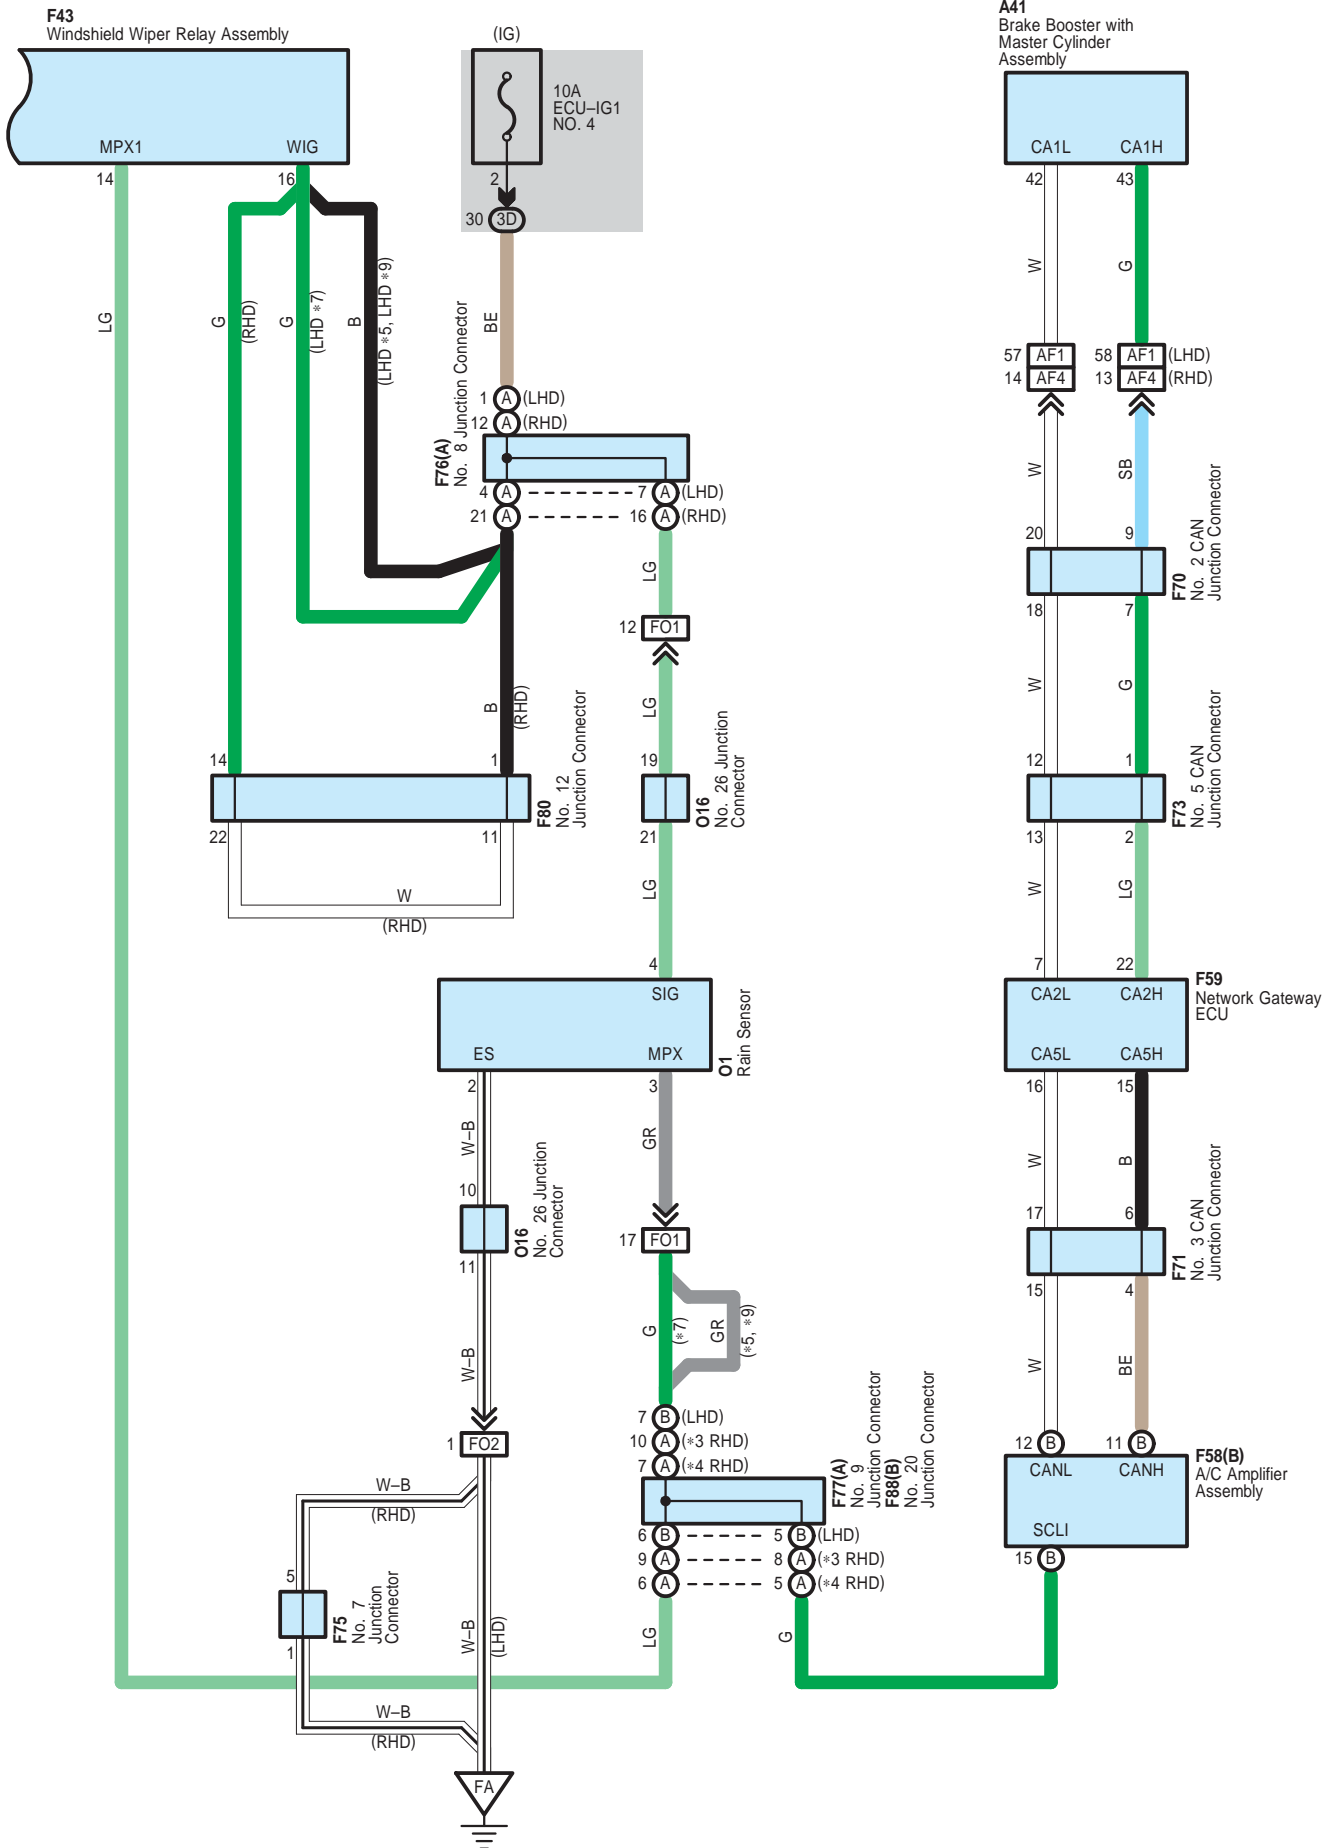 F43
Windshield Wiper Relay Assembly
MPX1
WIG
14
16
LG
G
(RHD)
G
(LHD *7)
B
(LHD *5, LHD *9)
(IG)
10A
ECU–IG1
NO. 4
2
30
3D
BE
1 A (LHD)
12 A (RHD)
F76(A)
No. 8 Junction Connector
4 A
7 A (LHD)
21 A
16 A (RHD)
LG
12 FO1
LG
B
(RHD)
14
1
19
F80
No. 12
Junction Connector
O16
No. 26 Junction
Connector
22
11
21
W
(RHD)
LG
4
SIG
ES
MPX
O1
Rain Sensor
2
3
W–B
GR
10
O16
No. 26 Junction
Connector
11
17 FO1
W–B
G
(*7)
GR
(*5, *9)
1 FO2
7 B (LHD)
10 A (*3 RHD)
7 A (*4 RHD)
F77(A)
No. 9
Junction Connector
F88(B)
No. 20
Junction Connector
6 B
5 B (LHD)
9 A
8 A (*3 RHD)
6 A
5 A (*4 RHD)
W–B
(RHD)
5
F75
No. 7
Junction
Connector
1
W–B
(LHD)
LG
G
W–B
(RHD)
FA
A41
Brake Booster with
Master Cylinder
Assembly
CA1L
CA1H
42
43
W
G
57 AF1
58 AF1 (LHD)
14 AF4
13 AF4 (RHD)
W
SB
20
9
F70
No. 2 CAN
Junction Connector
18
7
W
G
12
1
F73
No. 5 CAN
Junction Connector
13
2
W
LG
7
22
CA2L
CA2H
F59
Network Gateway
ECU
CA5L
CA5H
16
15
W
B
17
6
F71
No. 3 CAN
Junction Connector
15
4
W
BE
12 B
11 B
CANL
CANH
F58(B)
A/C Amplifier
Assembly
SCLI
15 B